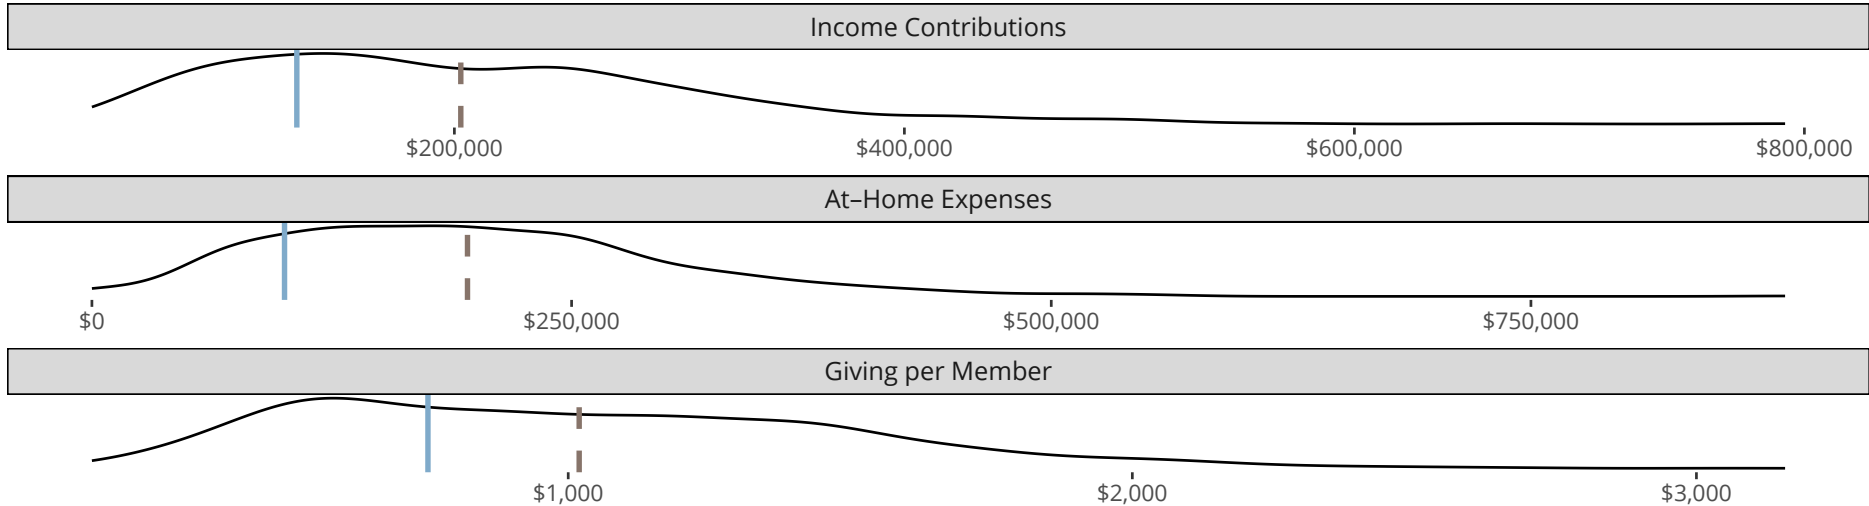 Income Contributions
$200,000 $400,000 $600,000 $800,000
At–Home Expenses
$0 $250,000 $500,000 $750,000
Giving per Member
$1,000 $2,000 $3,000